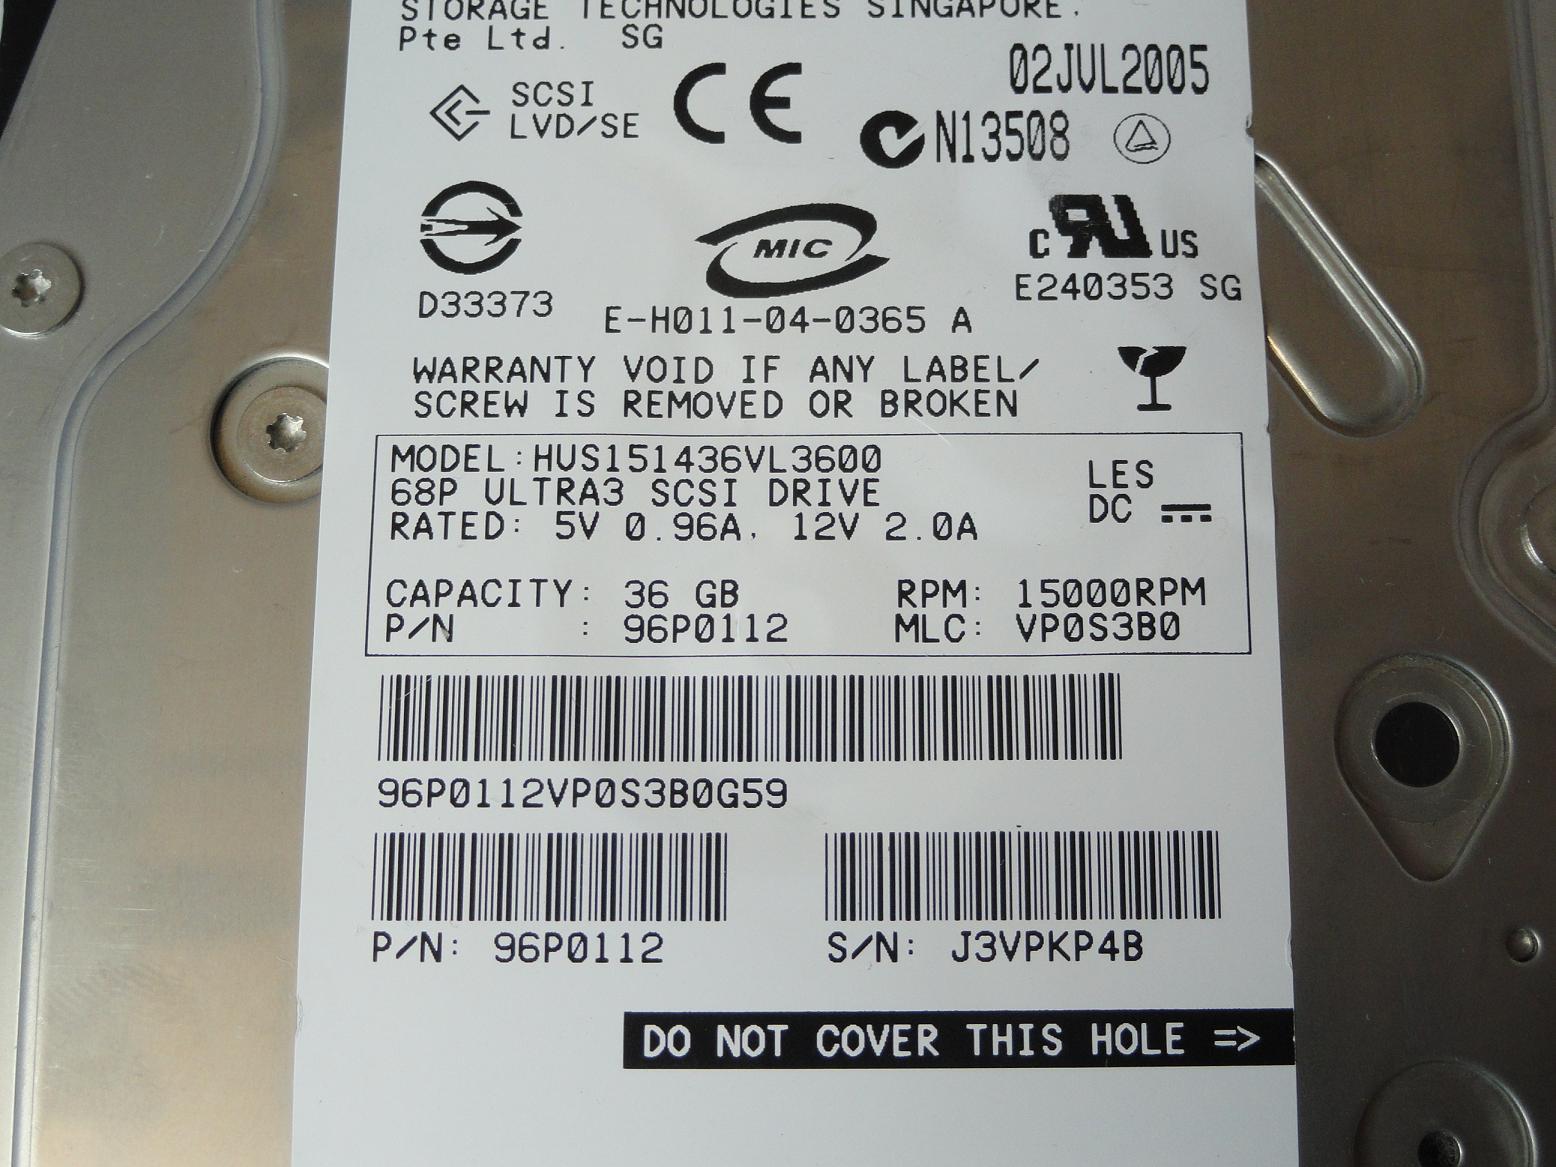 STORAGE TECHNOLOGIES SINGAPORE.
Pte Ltd. SG
02JUL2005
SCSI
LVD/SE
CE
N13508
MIC
C
US
D33373
E240353 SG
E-H011-04-0365 A
WARRANTY VOID IF ANY LABEL/
SCREW IS REMOVED OR BROKEN
MODEL:HUS151436VL3600
68P ULTRA3 SCSI DRIVE
RATED: 5V 0.96A, 12V 2.0A
LES
DC
CAPACITY: 36 GB RPM: 15000RPM
P/N : 96P0112 MLC: VP0S3B0
96P0112VP0S3B0G59
P/N: 96P0112 S/N: J3VPKP4B
DO NOT COVER THIS HOLE =>